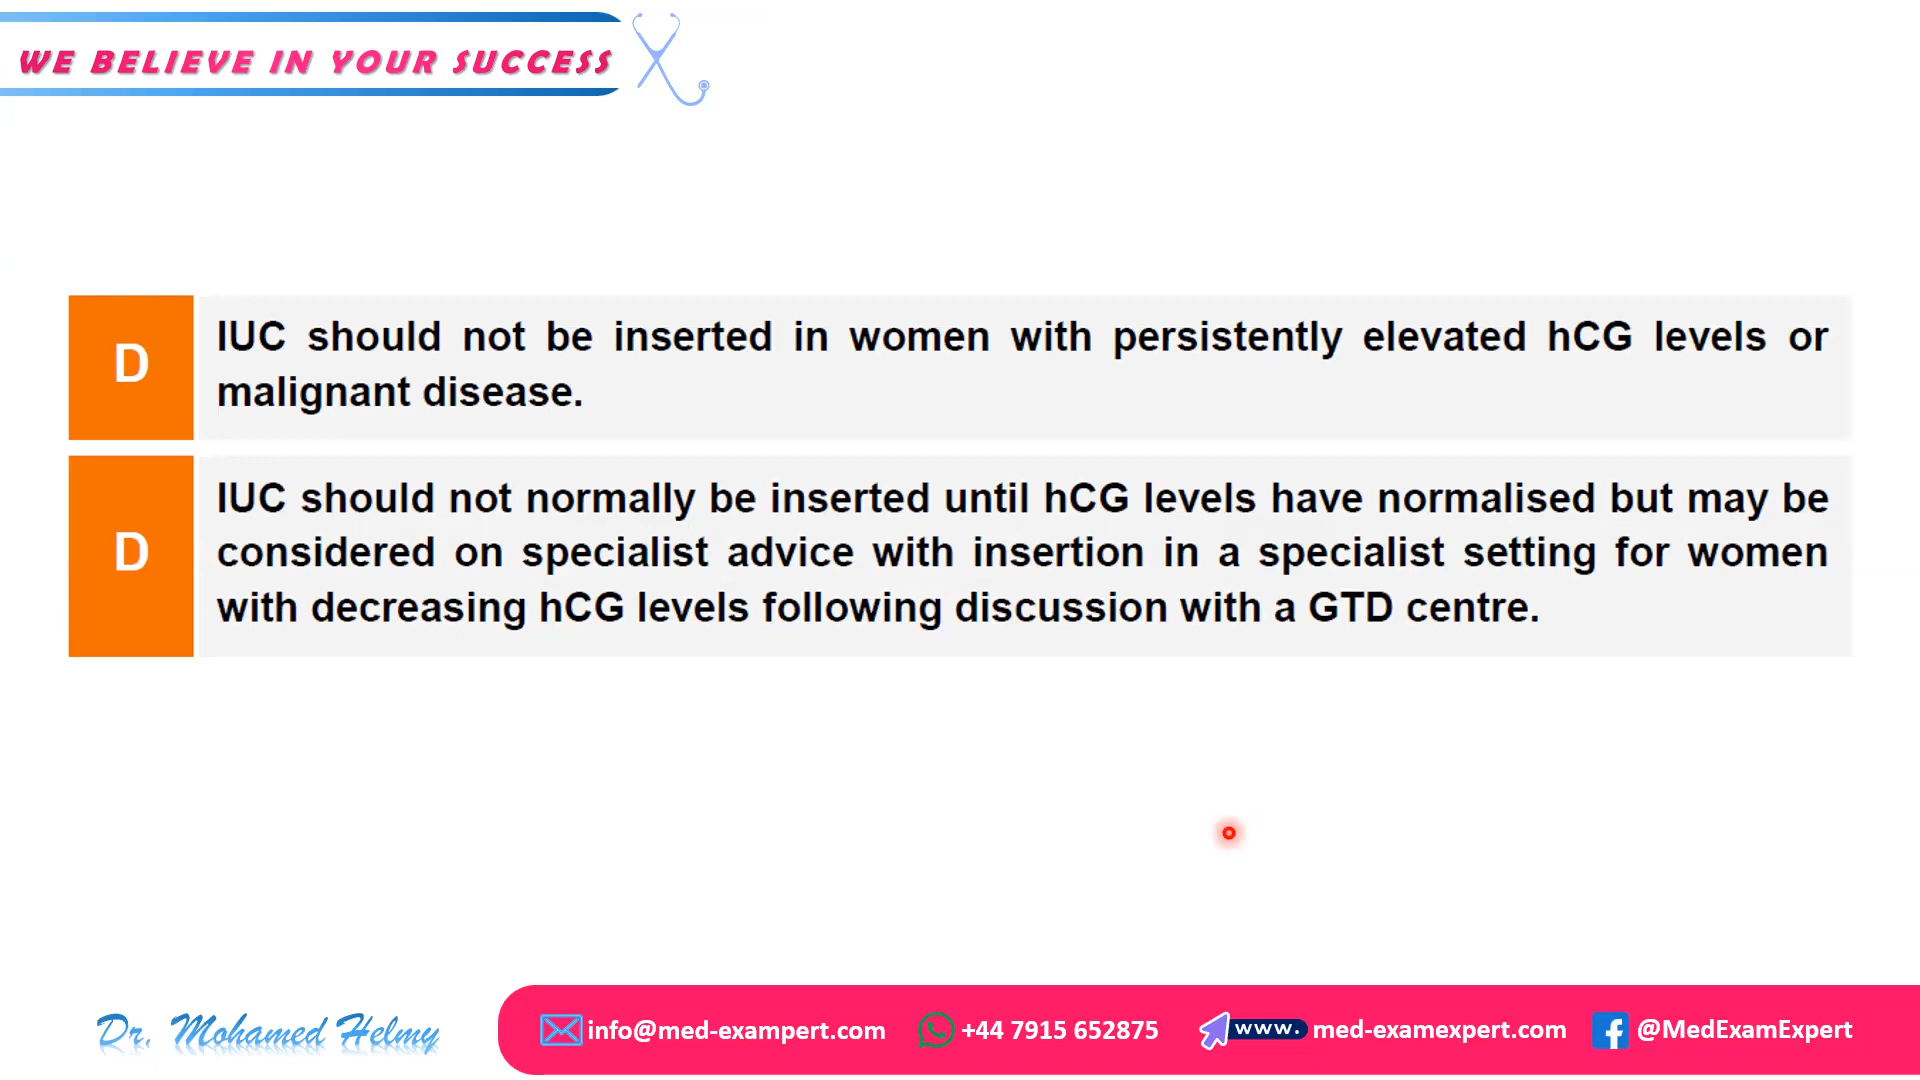 WE BELIEVE IN YOUR SUCCESS
D
IUC should not be inserted in women with persistently elevated hCG levels or
malignant disease.
D
IUC should not normally be inserted until hCG levels have normalised but may be
considered on specialist advice with insertion in a specialist setting for women
with decreasing hCG levels following discussion with a GTD centre.
Dr. Mohamed Helmy
info@med-exampert.com
+44 7915 652875
www.
med-examexpert.com
@MedExamExpert